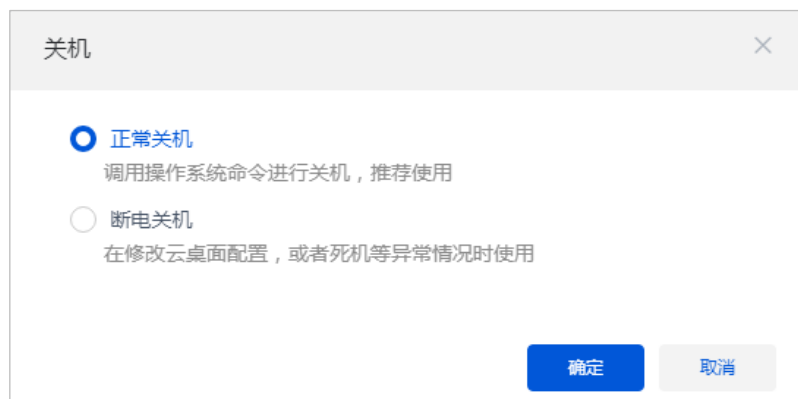 关机
正常关机
调用操作系统命令进行关机，推荐使用
断电关机
在修改云桌面配置，或者死机等异常情况时使用
确定
取消